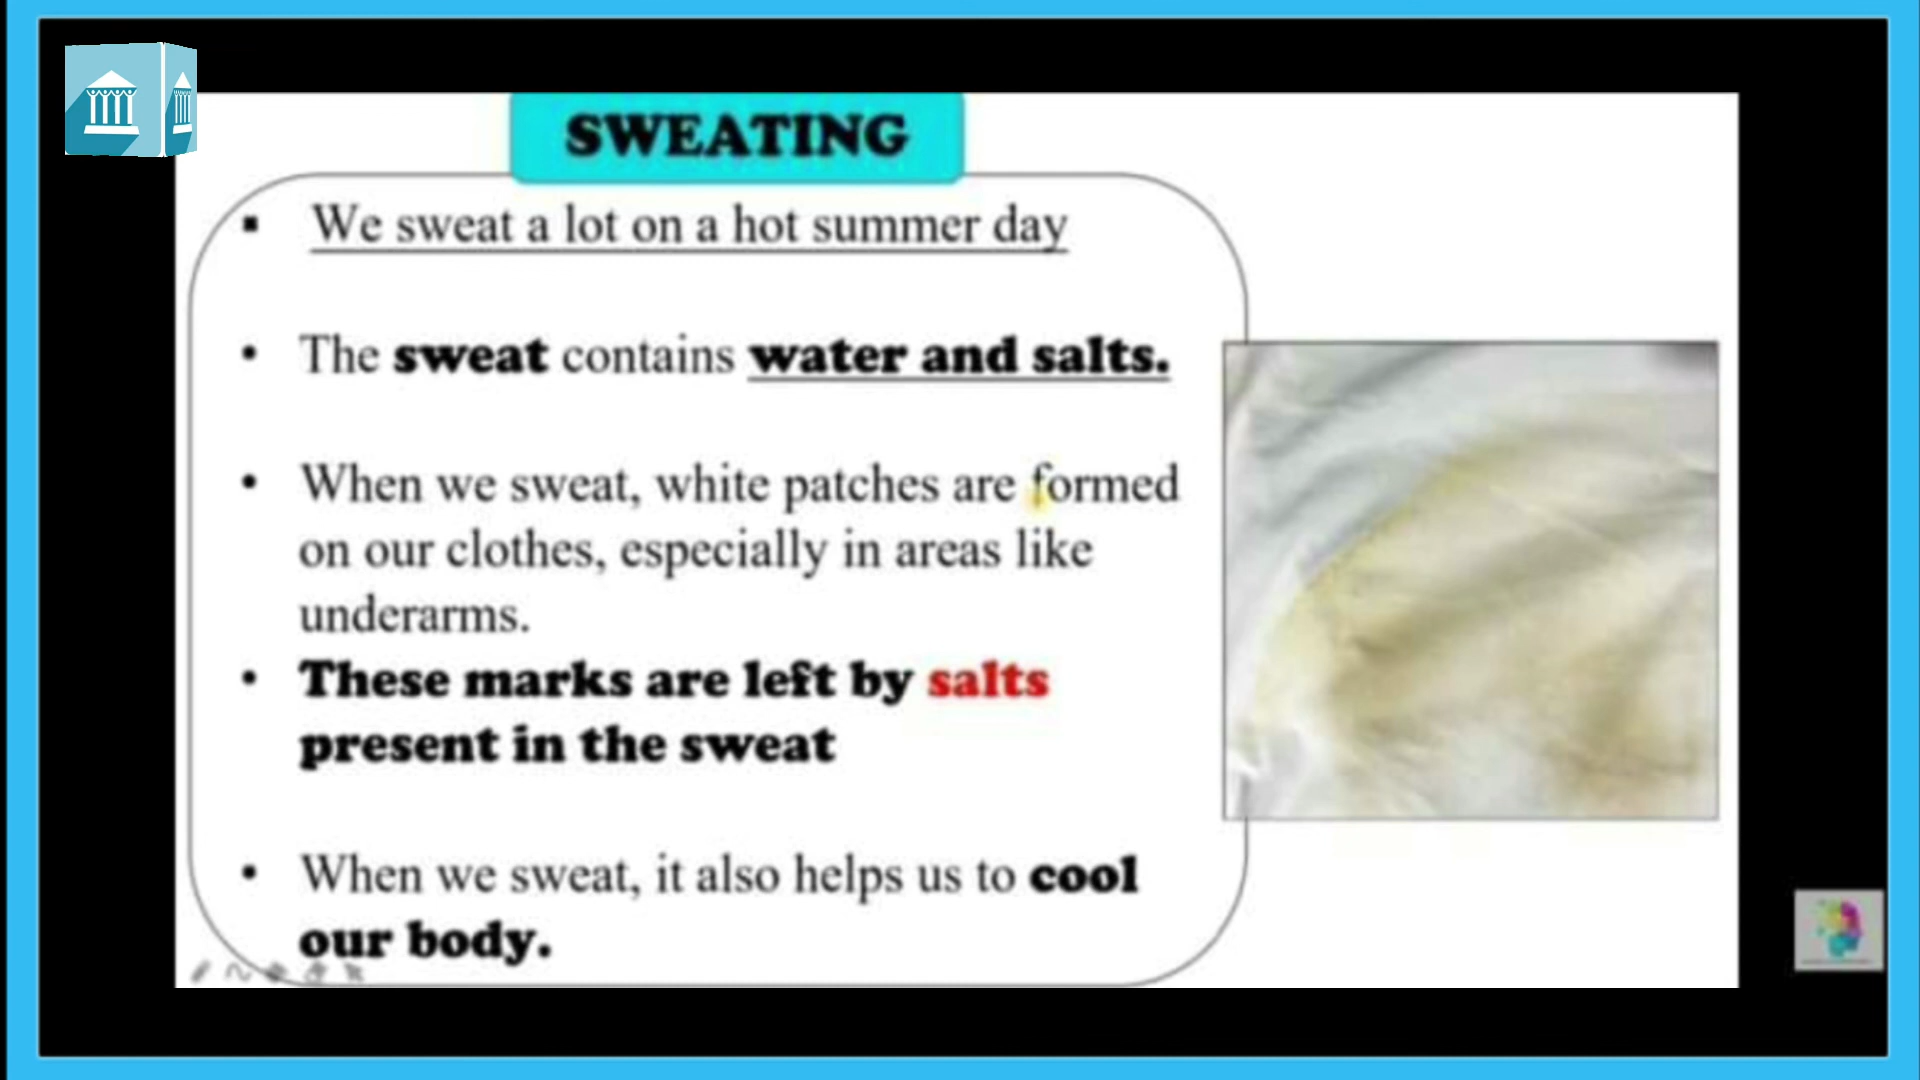 SWEATING
We sweat a lot on a hot summer day
The sweat contains water and salts.
When we sweat, white patches are formed
on our clothes, especially in areas like
underarms.
These marks are left by salts
present in the sweat
When we sweat, it also helps us to cool
our body.